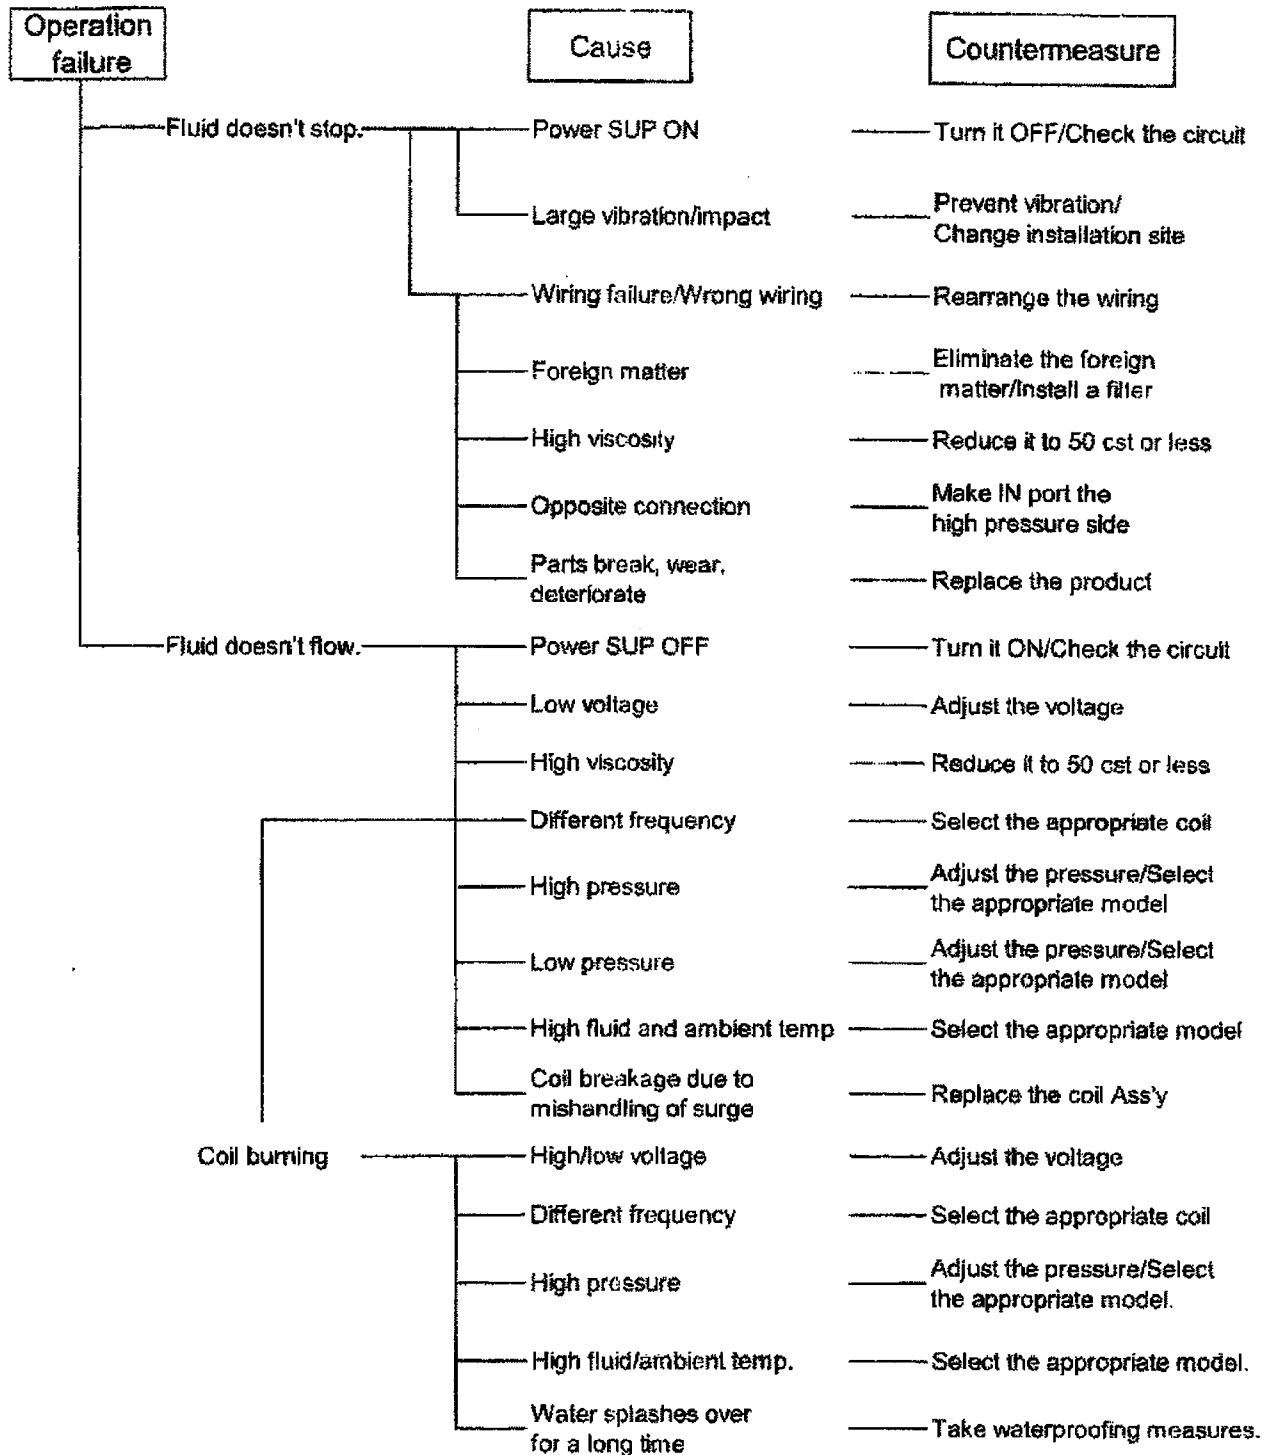 Operation
failure
Cause
Countermeasure
Fluid doesn't stop.
Power SUP ON
Turn it OFF/Check the circuit
Large vibration/impact
Prevent vibration/
Change installation site
Wiring failure/Wrong wiring
Rearrange the wiring
Foreign matter
Eliminate the foreign
matter/Install a filter
High viscosity
Reduce it to 50 cst or less
Opposite connection
Make IN port the
high pressure side
Parts break, wear,
deteriorate
Replace the product
Fluid doesn't flow.
Power SUP OFF
Turn it ON/Check the circuit
Low voltage
Adjust the voltage
High viscosity
Reduce it to 50 cst or less
Different frequency
Select the appropriate coil
High pressure
Adjust the pressure/Select
the appropriate model
Low pressure
Adjust the pressure/Select
the appropriate model
High fluid and ambient temp
Select the appropriate model
Coil breakage due to
mishandling of surge
Replace the coil Ass'y
Coil burning
High/low voltage
Adjust the voltage
Different frequency
Select the appropriate coil
High pressure
Adjust the pressure/Select
the appropriate model.
High fluid/ambient temp.
Select the appropriate model.
Water splashes over
for a long time
Take waterproofing measures.